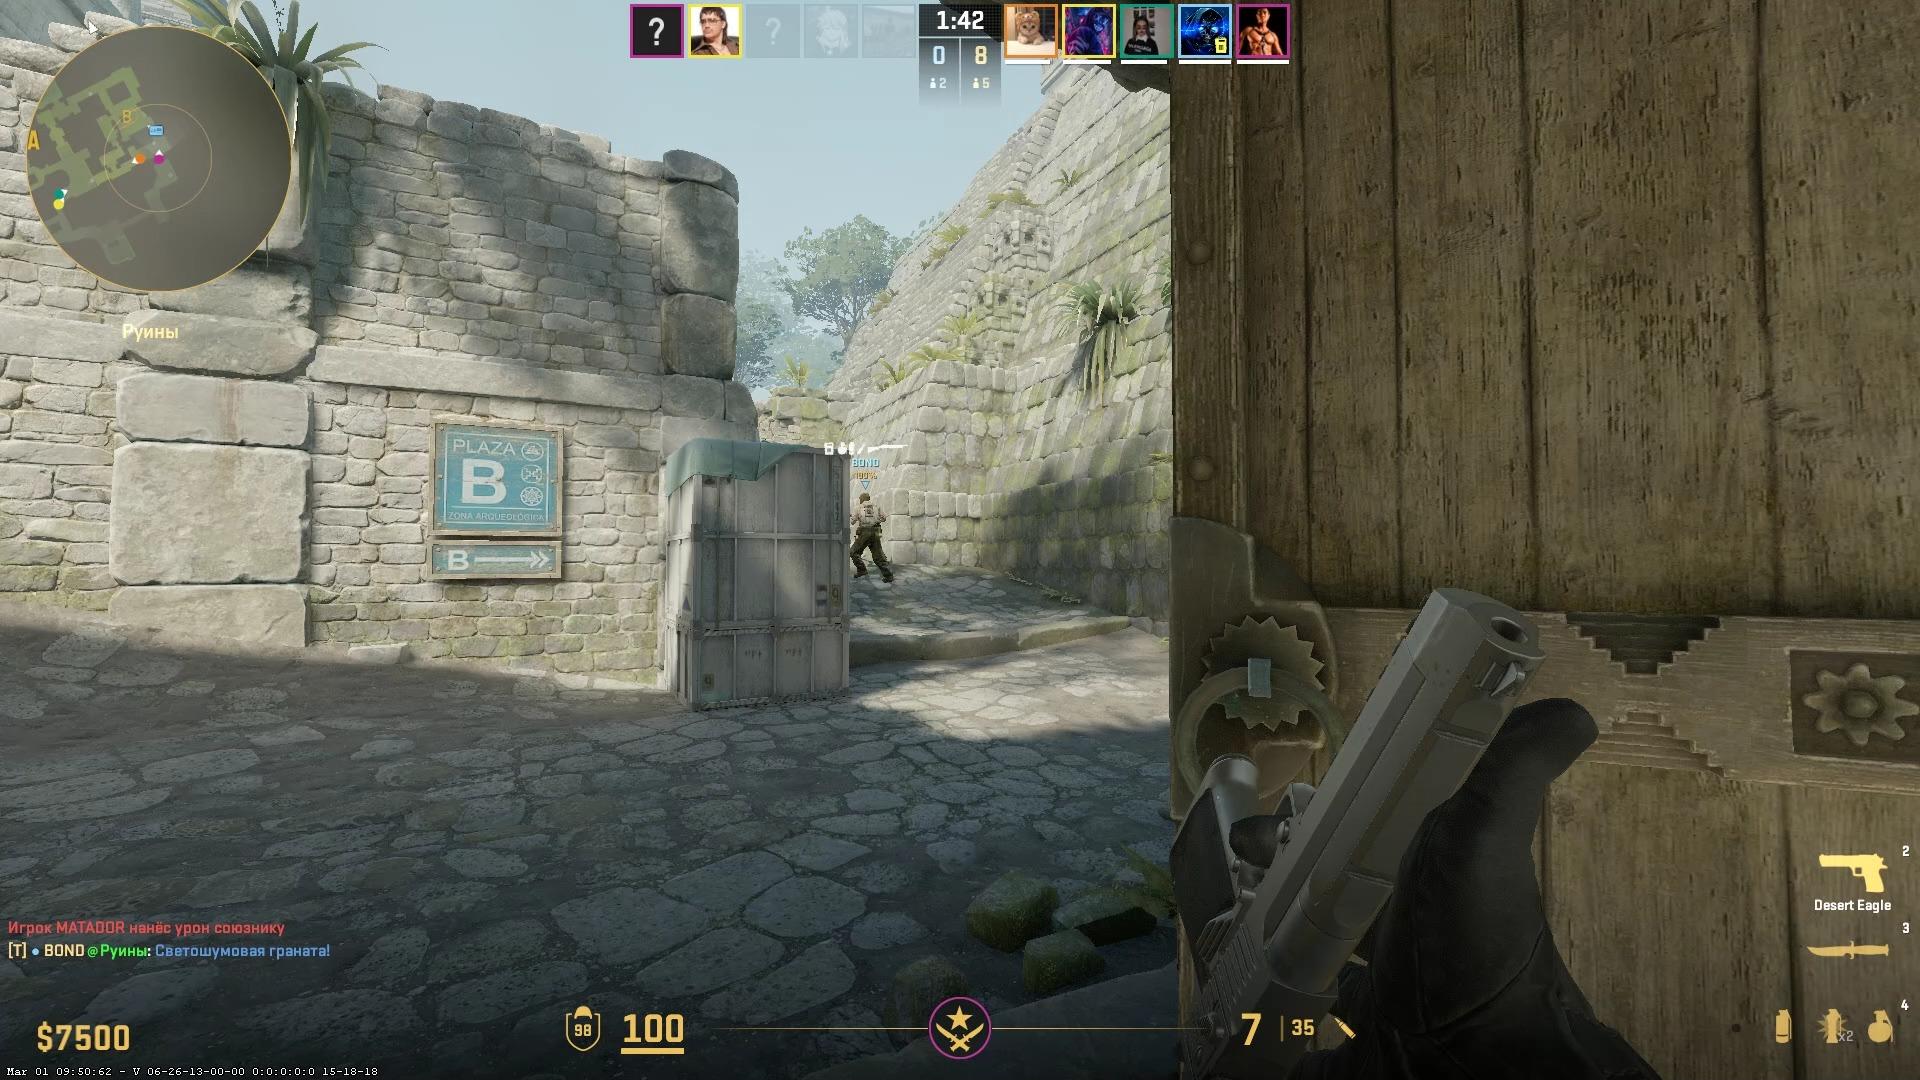 ?
?
1:42
0 8
2 5
B
A
Руины
PLAZA
B
ZONA ARQUEOLÓGICA
B
BOND
100%
Игрок MATADOR нанёс урон союзнику
[T] ● BOND@Руины: Светошумовая граната!
2
Desert Eagle
3
4
x2
$7500
98
100
7 | 35
Mar 01 09:50:62 - V 06-26-13-00-00 0:0:0:0:0 15-18-18